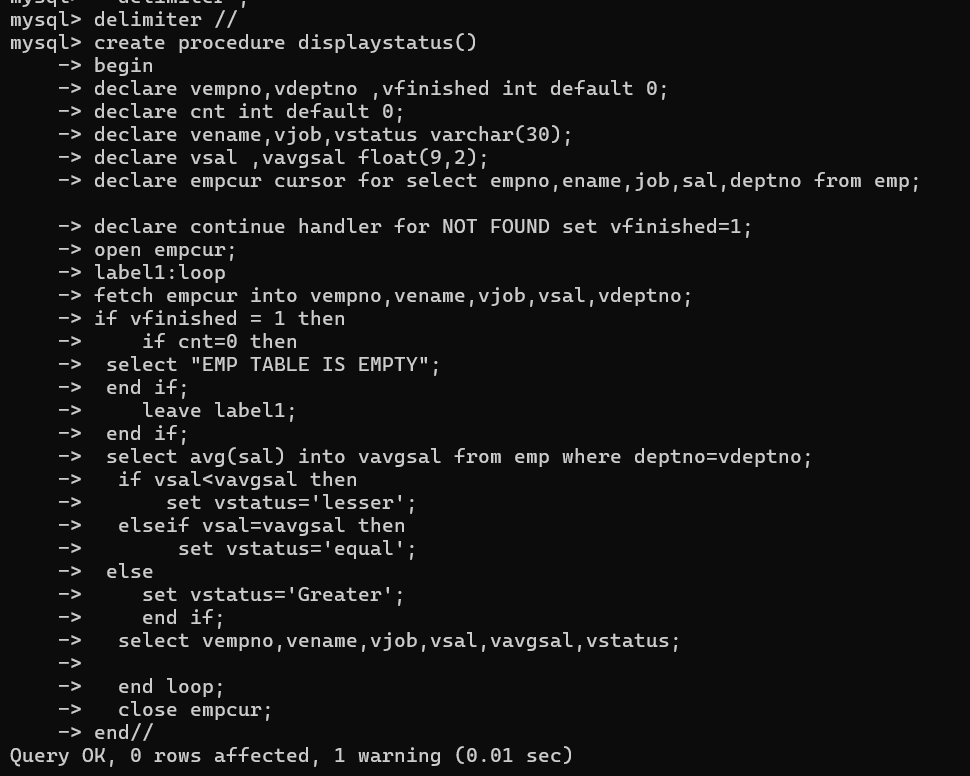 mysql>   delimiter ;
mysql> delimiter //
mysql> create procedure displaystatus()
    -> begin
    -> declare vempno,vdeptno ,vfinished int default 0;
    -> declare cnt int default 0;
    -> declare vename,vjob,vstatus varchar(30);
    -> declare vsal ,vavgsal float(9,2);
    -> declare empcur cursor for select empno,ename,job,sal,deptno from emp;
    -> declare continue handler for NOT FOUND set vfinished=1;
    -> open empcur;
    -> label1:loop
    -> fetch empcur into vempno,vename,vjob,vsal,vdeptno;
    -> if vfinished = 1 then
    ->     if cnt=0 then
    ->  select "EMP TABLE IS EMPTY";
    ->  end if;
    ->     leave label1;
    ->  end if;
    ->  select avg(sal) into vavgsal from emp where deptno=vdeptno;
    ->   if vsal<vavgsal then
    ->       set vstatus='lesser';
    ->   elseif vsal=vavgsal then
    ->        set vstatus='equal';
    ->  else
    ->     set vstatus='Greater';
    ->     end if;
    ->   select vempno,vename,vjob,vsal,vavgsal,vstatus;
    ->
    ->   end loop;
    ->   close empcur;
    -> end//
Query OK, 0 rows affected, 1 warning (0.01 sec)